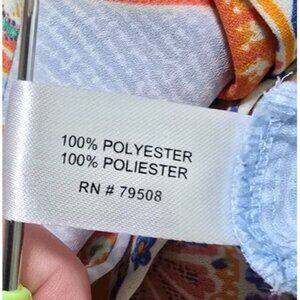 100% POLYESTER
100% POLIESTER
RN # 79508